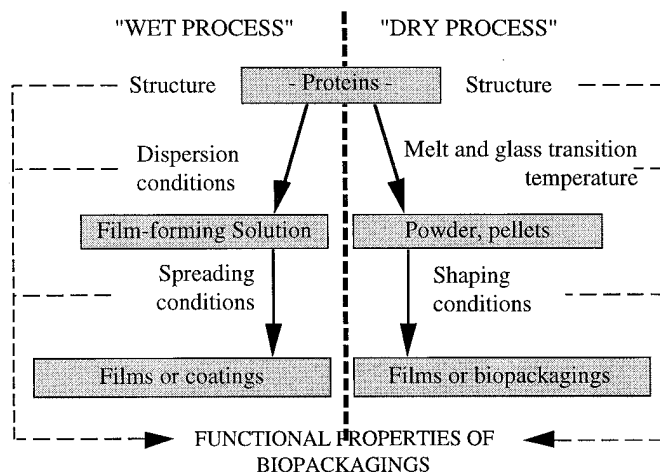 "WET PROCESS"
"DRY PROCESS"
Structure
- Proteins -
Structure
Dispersion
conditions
Melt and glass transition
temperature
Film-forming Solution
Powder, pellets
Spreading
conditions
Shaping
conditions
Films or coatings
Films or biopackagings
FUNCTIONAL PROPERTIES OF
BIOPACKAGINGS